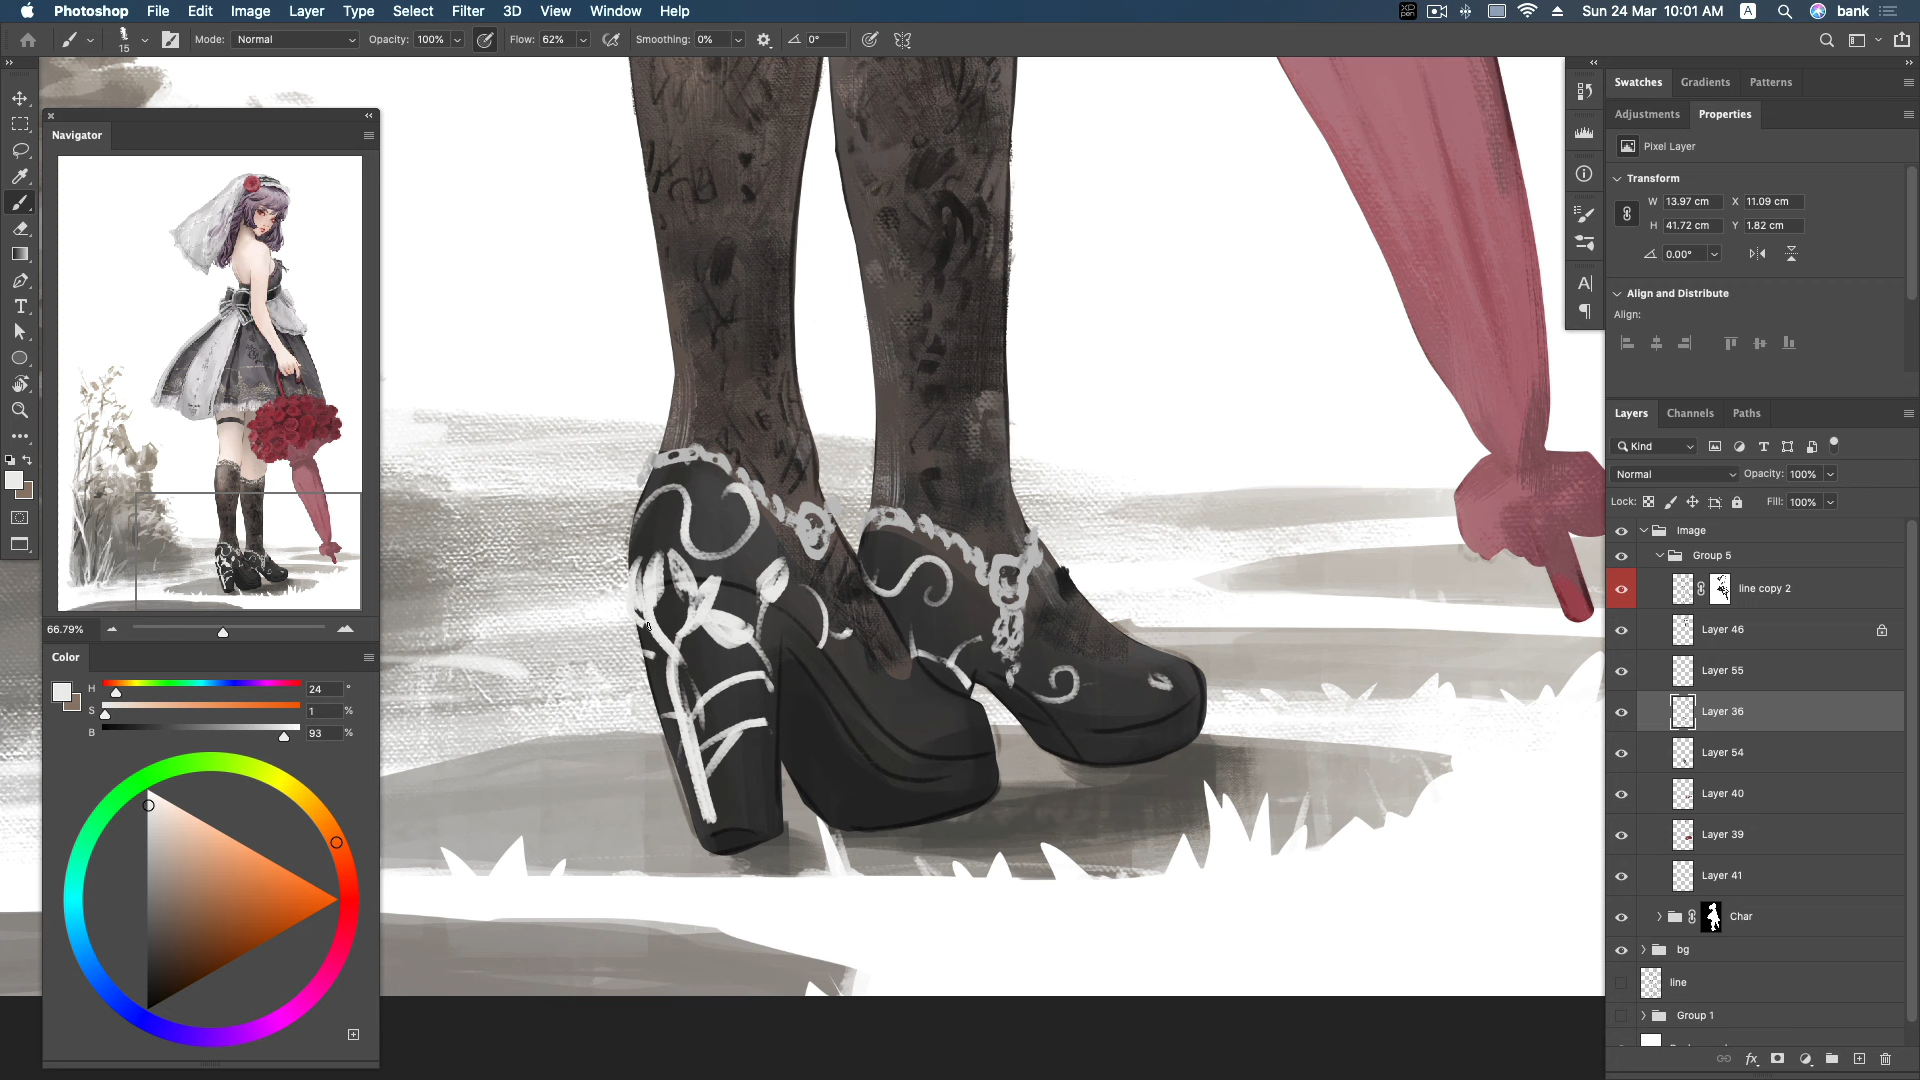 Photoshop File Edit Image Layer Type Select Filter 3D View Window Help
Sun 24 Mar 10:01 AM A bank
15 Mode: Normal Opacity: 100% Flow: 62% Smoothing: 0% 0°
Navigator
66.79%
Color
H 24 °
S 1 %
B 93 %
Swatches Gradients Patterns
Adjustments Properties
Pixel Layer
Transform
W 13.97 cm X 11.09 cm
H 41.72 cm Y 1.82 cm
0.00°
Align and Distribute
Align:
Layers Channels Paths
Kind
Normal Opacity: 100%
Lock: Fill: 100%
Image
Group 5
line copy 2
Layer 46
Layer 55
Layer 36
Layer 54
Layer 40
Layer 39
Layer 41
Char
bg
line
Group 1